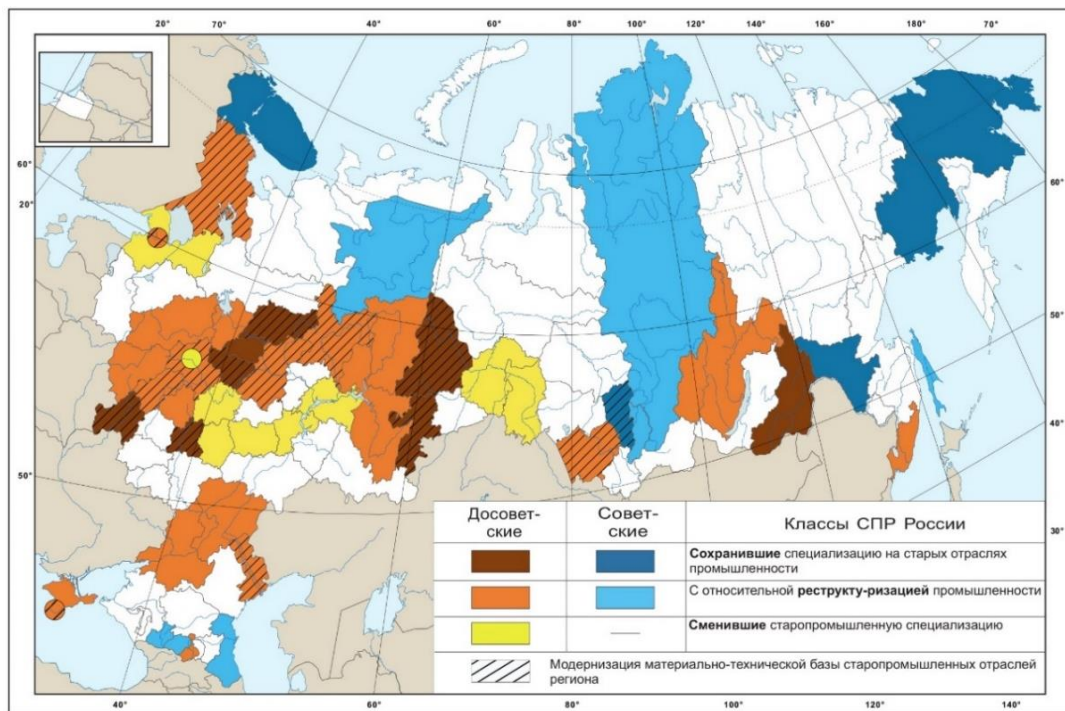 20° 70° 40° 60° 80° 100° 120° 140° 160° 70°
60°
20°
50°
60°
50°
40°
30°
Досовет-
ские
Совет-
ские
Классы СПР России
Сохранившие специализацию на старых отраслях
промышленности
С относительной реструкту-ризацией промышленности
Сменившие старопромышленную специализацию
Модернизация материально-технической базы старопромышленных отраслей
региона
40° 60° 80° 100° 120° 140°